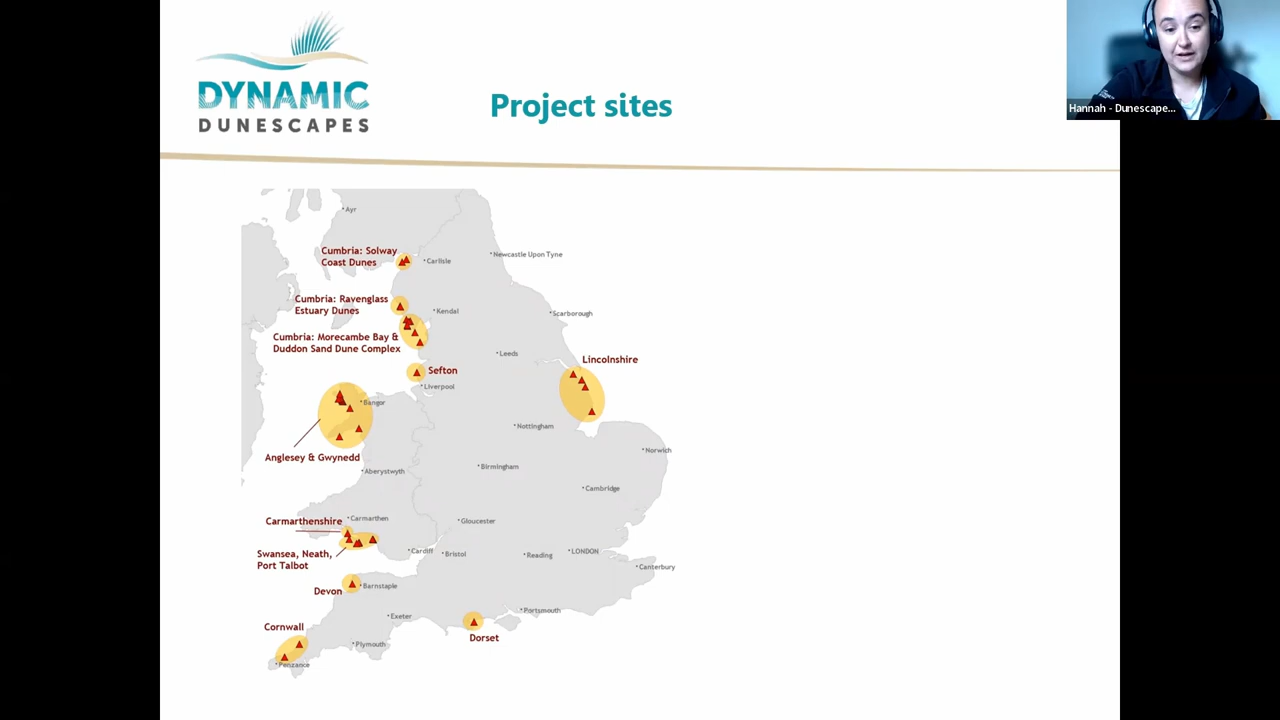 DYNAMIC
DUNESCAPES
Project sites
Hannah - Dunescape...
Ayr
Cumbria: Solway
Coast Dunes
Carlisle
Newcastle Upon Tyne
Cumbria: Ravenglass
Estuary Dunes
Kendal
Scarborough
Cumbria: Morecambe Bay &
Duddon Sand Dune Complex
Leeds
Lincolnshire
Sefton
Liverpool
Bangor
Nottingham
Norwich
Anglesey & Gwynedd
Birmingham
Aberystwyth
Cambridge
Carmarthenshire
Carmarthen
Gloucester
Swansea, Neath,
Port Talbot
Cardiff
Bristol
Reading
LONDON
Canterbury
Devon
Barnstaple
Portsmouth
Exeter
Cornwall
Dorset
Plymouth
Penzance